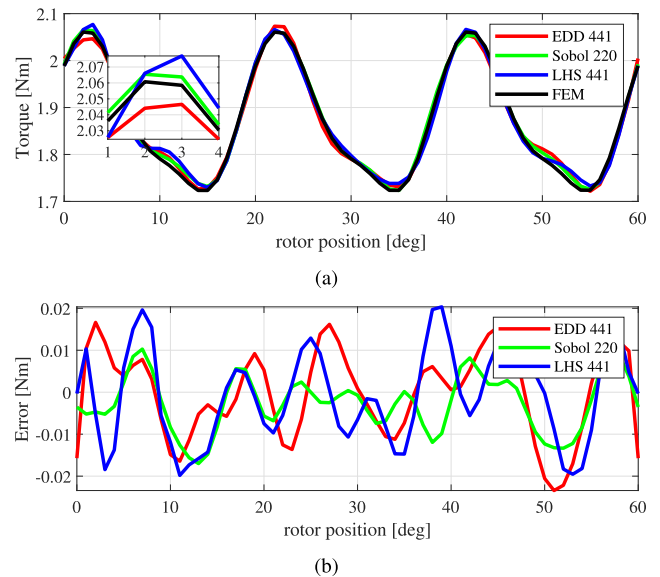 2.1
2
1.9
1.8
1.7
Torque [Nm]
2.07
2.06
2.05
2.04
2.03
1 2 3 4
EDD 441
Sobol 220
LHS 441
FEM
0 10 20 30 40 50 60
rotor position [deg]
(a)
0.02
0.01
0
-0.01
-0.02
Error [Nm]
EDD 441
Sobol 220
LHS 441
0 10 20 30 40 50 60
rotor position [deg]
(b)